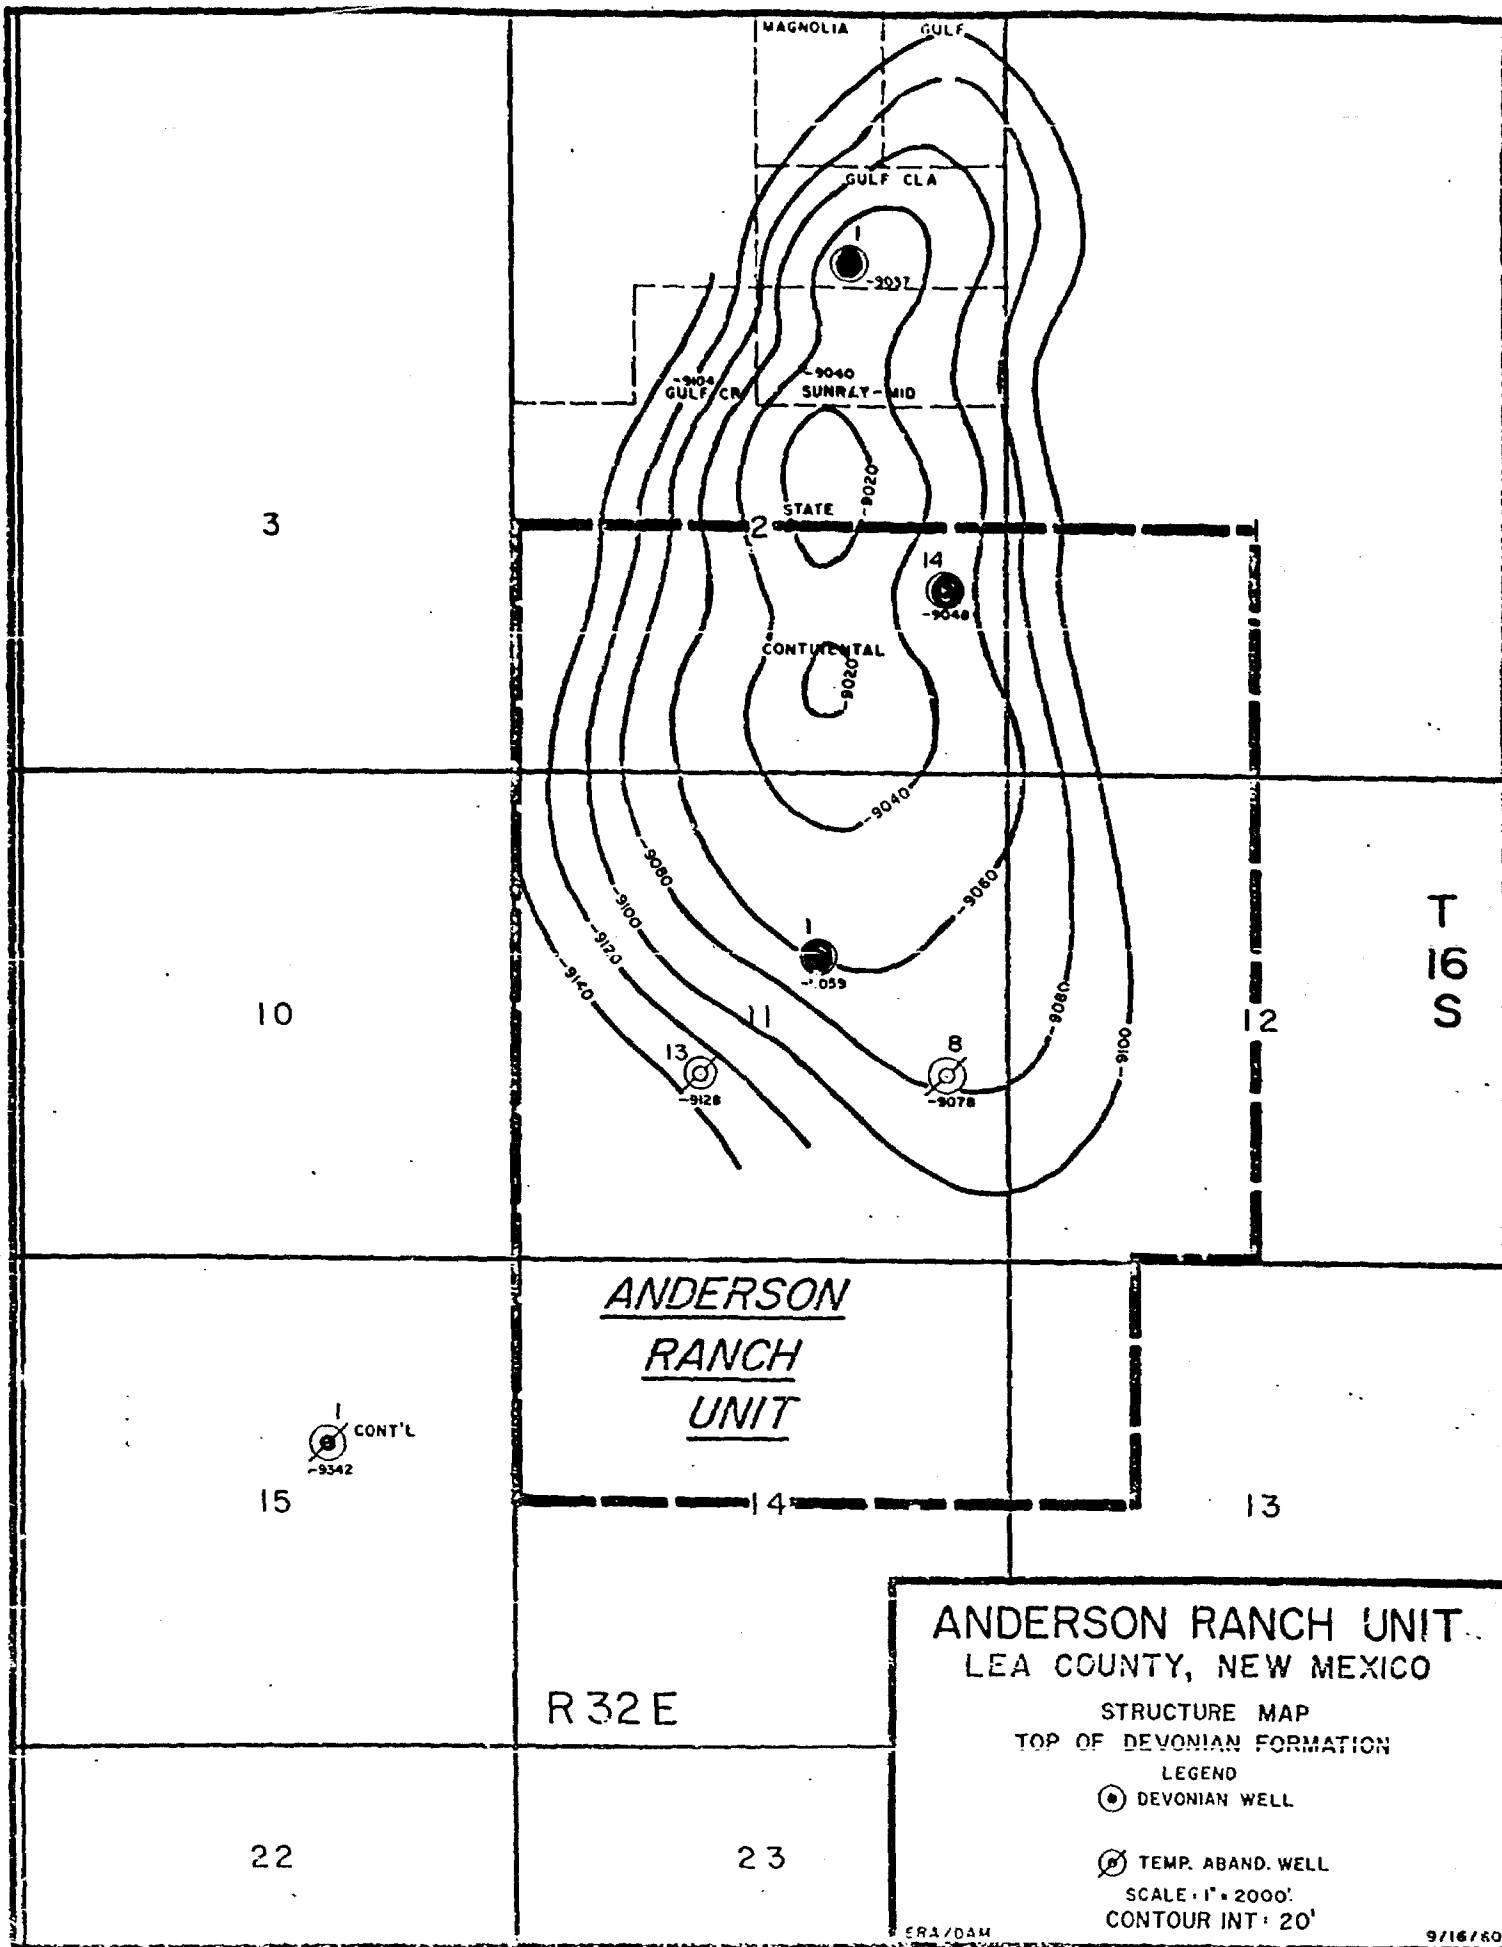 MAGNOLIA
GULF
GULF CLA
1
-9037
-9104
GULF CR
-9040
SUNRAY-MID
-9020
3
STATE
2
14
-9048
CONTINENTAL
-9020
-9040
-9080
-9060
-9100
T
16
S
1
-9120
-9140
-9080
10
11
12
13
8
-9100
-9128
-9078
ANDERSON
RANCH
UNIT
1
CONT'L
-9342
15
14
13
ANDERSON RANCH UNIT
LEA COUNTY, NEW MEXICO
R 32 E
STRUCTURE MAP
TOP OF DEVONIAN FORMATION
LEGEND
DEVONIAN WELL
22
23
TEMP. ABAND. WELL
SCALE: 1" = 2000'
CONTOUR INT: 20'
9/16/60